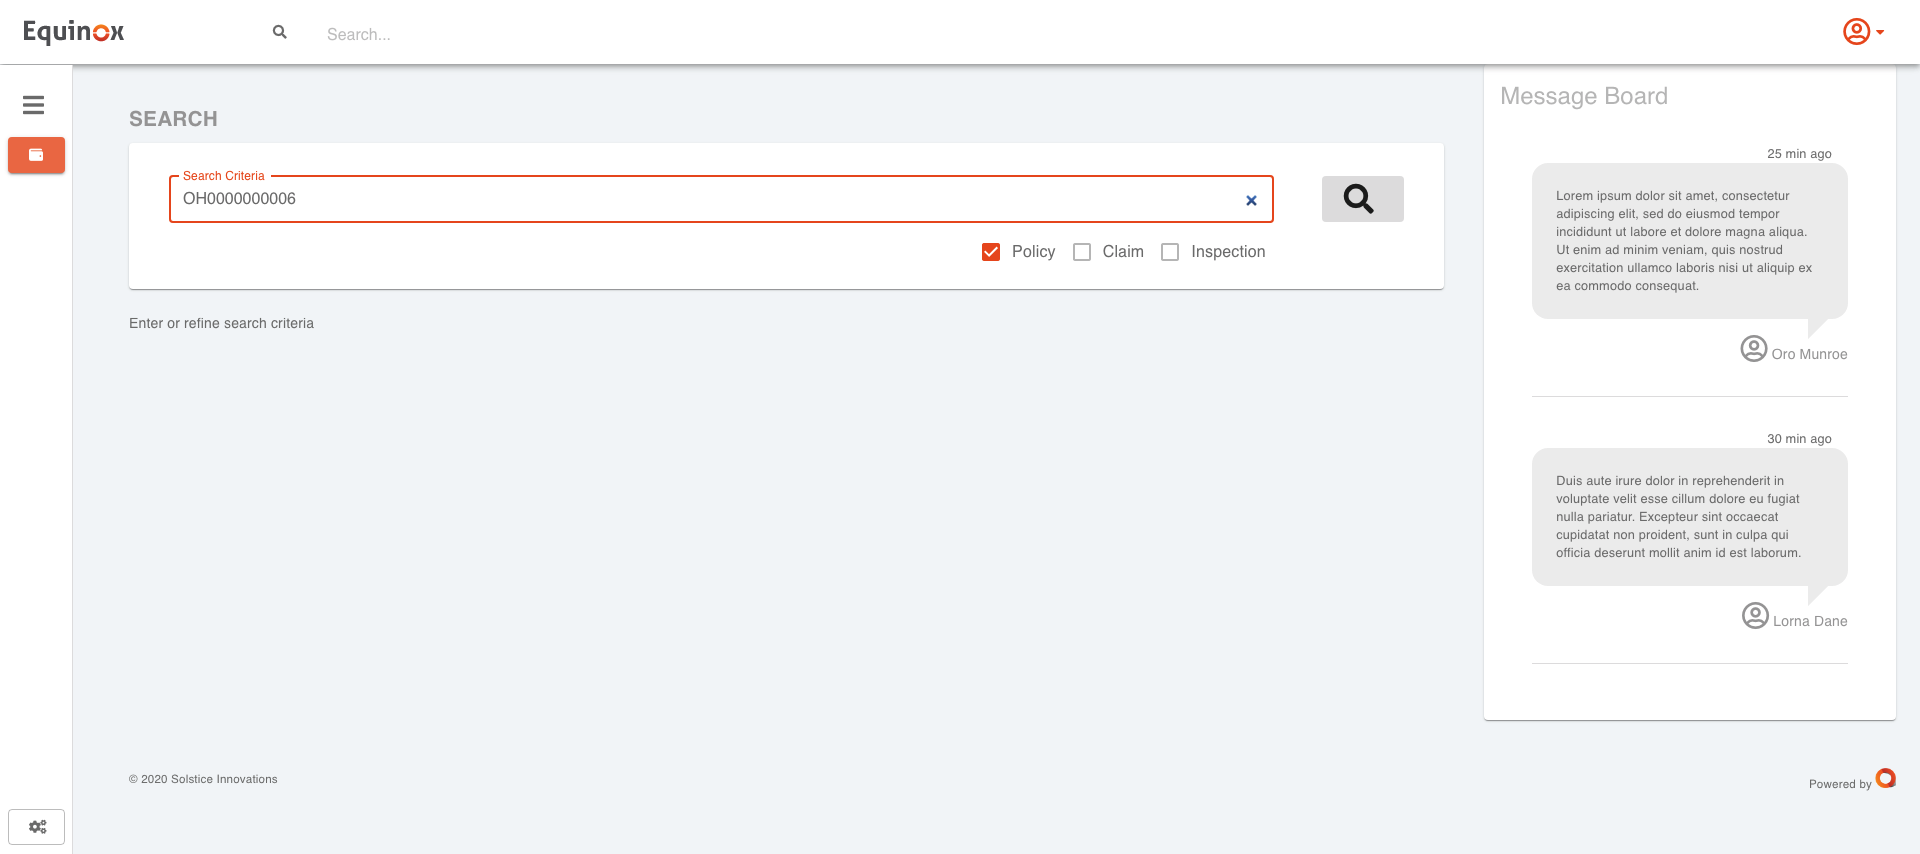 Equinox
Search...
SEARCH
Search Criteria
OH0000000006
Policy Claim Inspection
Enter or refine search criteria
Message Board
25 min ago
Lorem ipsum dolor sit amet, consectetur
adipiscing elit, sed do eiusmod tempor
incididunt ut labore et dolore magna aliqua.
Ut enim ad minim veniam, quis nostrud
exercitation ullamco laboris nisi ut aliquip ex
ea commodo consequat.
Oro Munroe
30 min ago
Duis aute irure dolor in reprehenderit in
voluptate velit esse cillum dolore eu fugiat
nulla pariatur. Excepteur sint occaecat
cupidatat non proident, sunt in culpa qui
officia deserunt mollit anim id est laborum.
Lorna Dane
© 2020 Solstice Innovations
Powered by